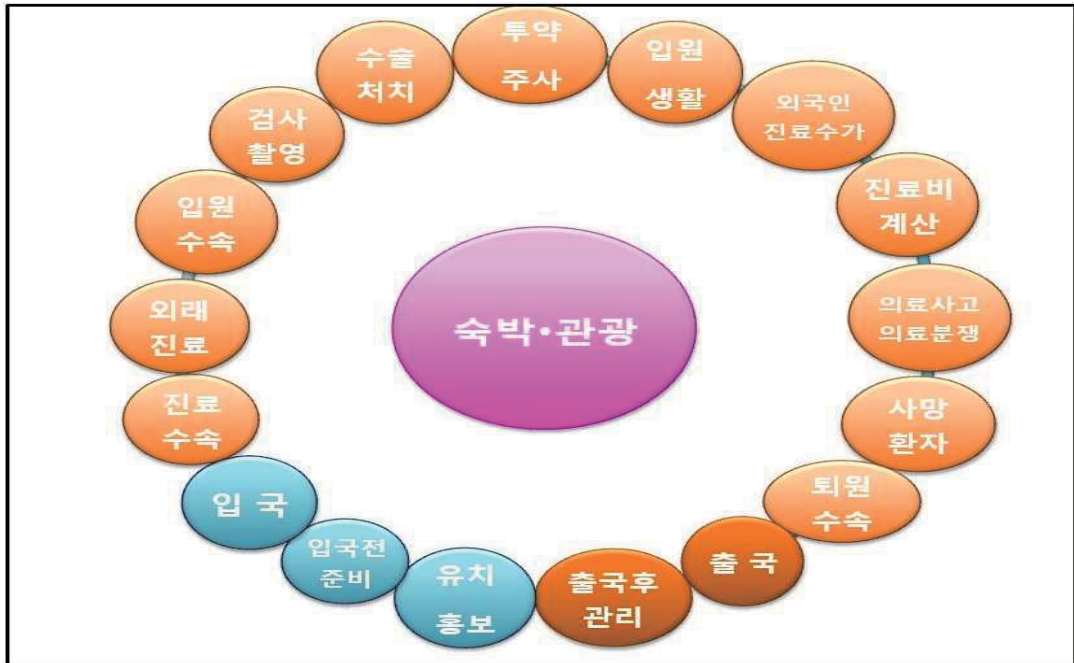 투약
주사
입원
생활
외국인
진료수가
진료비
계산
의료사고
의료분쟁
사망
환자
퇴원
수속
출 국
출국후
관리
유치
홍보
입국전
준비
입 국
진료
수속
외래
진료
입원
수속
검사
촬영
수술
처치
숙박·관광